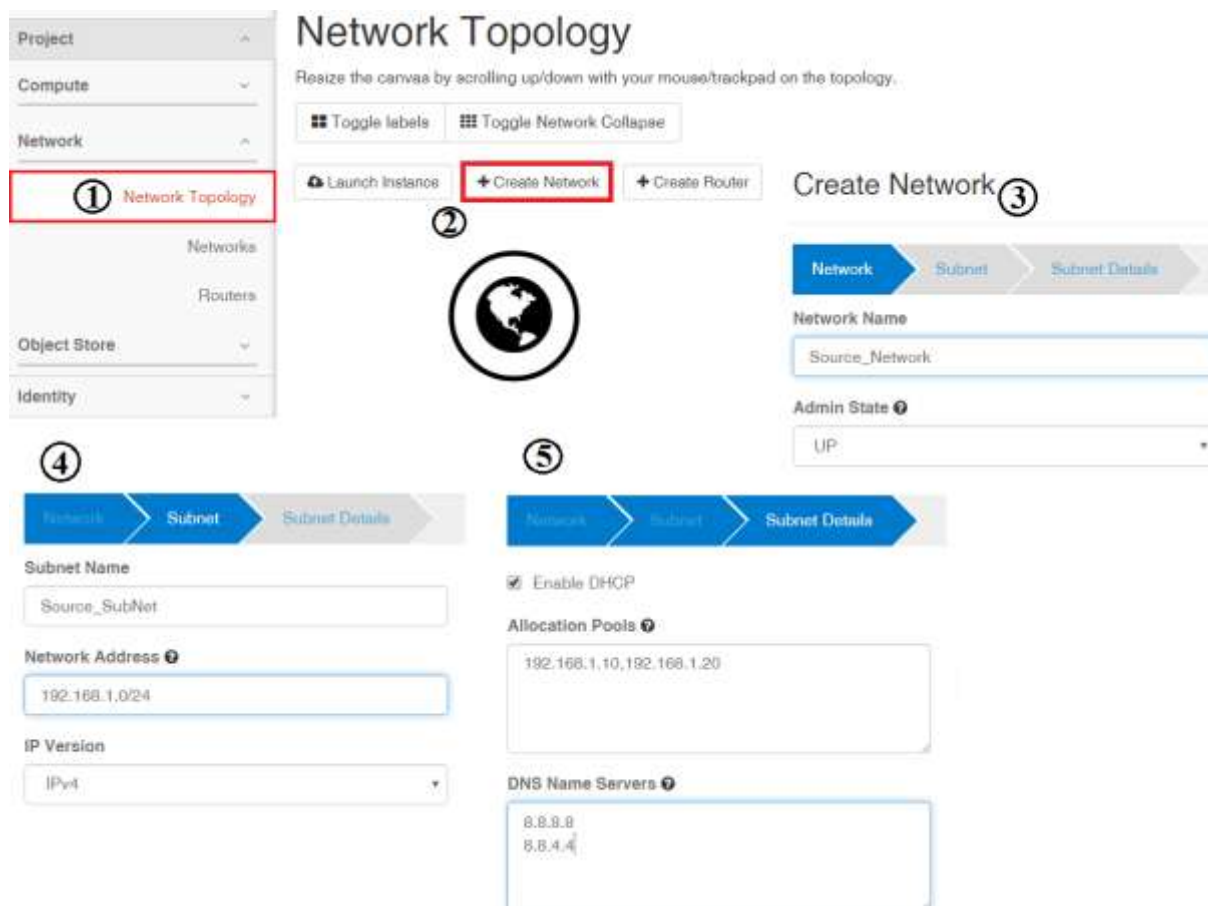 Project
Compute
Network
① Network Topology
Networks
Routers
Object Store
Identity
Network Topology
Resize the canvas by scrolling up/down with your mouse/trackpad on the topology.
Toggle labels Toggle Network Collapse
Launch Instance +Create Network +Create Router
②
Create Network ③
Network Subnet Subnet Details
Network Name
Source_Network
Admin State
UP
④
Network Subnet Subnet Details
Subnet Name
Source_SubNet
Network Address
192.168.1.0/24
IP Version
IPv4
⑤
Network Subnet Subnet Details
Enable DHCP
Allocation Pools
192.168.1.10,192.168.1.20
DNS Name Servers
8.8.8.8
8.8.4.4